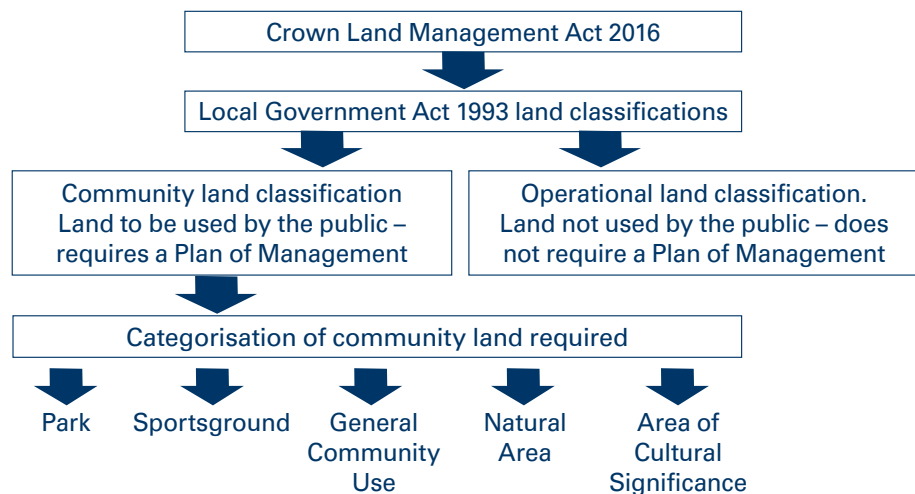 Crown Land Management Act 2016
Local Government Act 1993 land classifications
Community land classification
Land to be used by the public –
requires a Plan of Management
Operational land classification.
Land not used by the public – does
not require a Plan of Management
Categorisation of community land required
Park
Sportsground
General
Community
Use
Natural
Area
Area of
Cultural
Significance